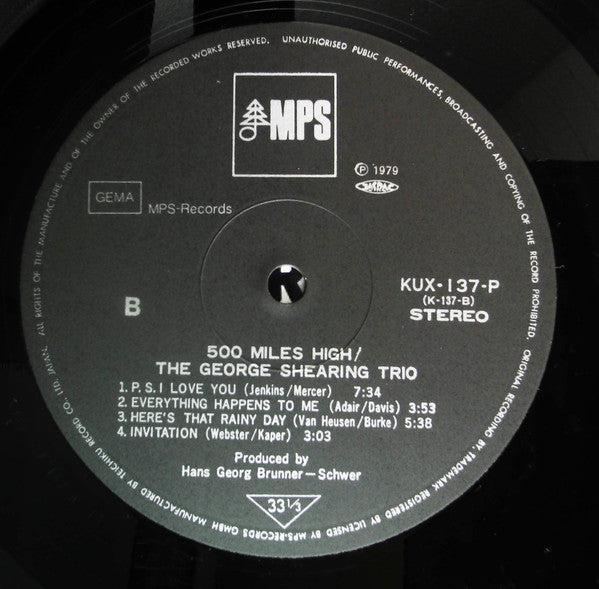 ALL RIGHTS OF THE MANUFACTURE AND OF THE OWNER OF THE RECORDED WORKS RESERVED. UNAUTHORISED PUBLIC PERFORMANCES, BROADCASTING AND COPYING OF THE RECORD PROHIBITED. ORIGINAL RECORDING BY. TRADEMARK REGISTERED BY/LICENSED BY MPS-RECORDS GMBH MANUFACTURED BY TEICHIKU RECORD CO., LTD. JAPAN.
MPS
℗ 1979
GEMA
MPS-Records
KUX-137-P
(K-137-B)
STEREO
B
500 MILES HIGH/
THE GEORGE SHEARING TRIO
1. P. S. I LOVE YOU (Jenkins/Mercer) 7:34
2. EVERYTHING HAPPENS TO ME (Adair/Davis) 3:53
3. HERE'S THAT RAINY DAY (Van Heusen/Burke) 5:38
4. INVITATION (Webster/Kaper) 3:03
Produced by
Hans Georg Brunner—Schwer
33 1/3